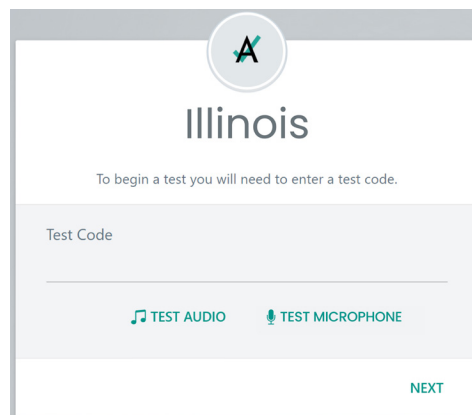 Illinois
To begin a test you will need to enter a test code.
Test Code
TEST AUDIO TEST MICROPHONE
NEXT